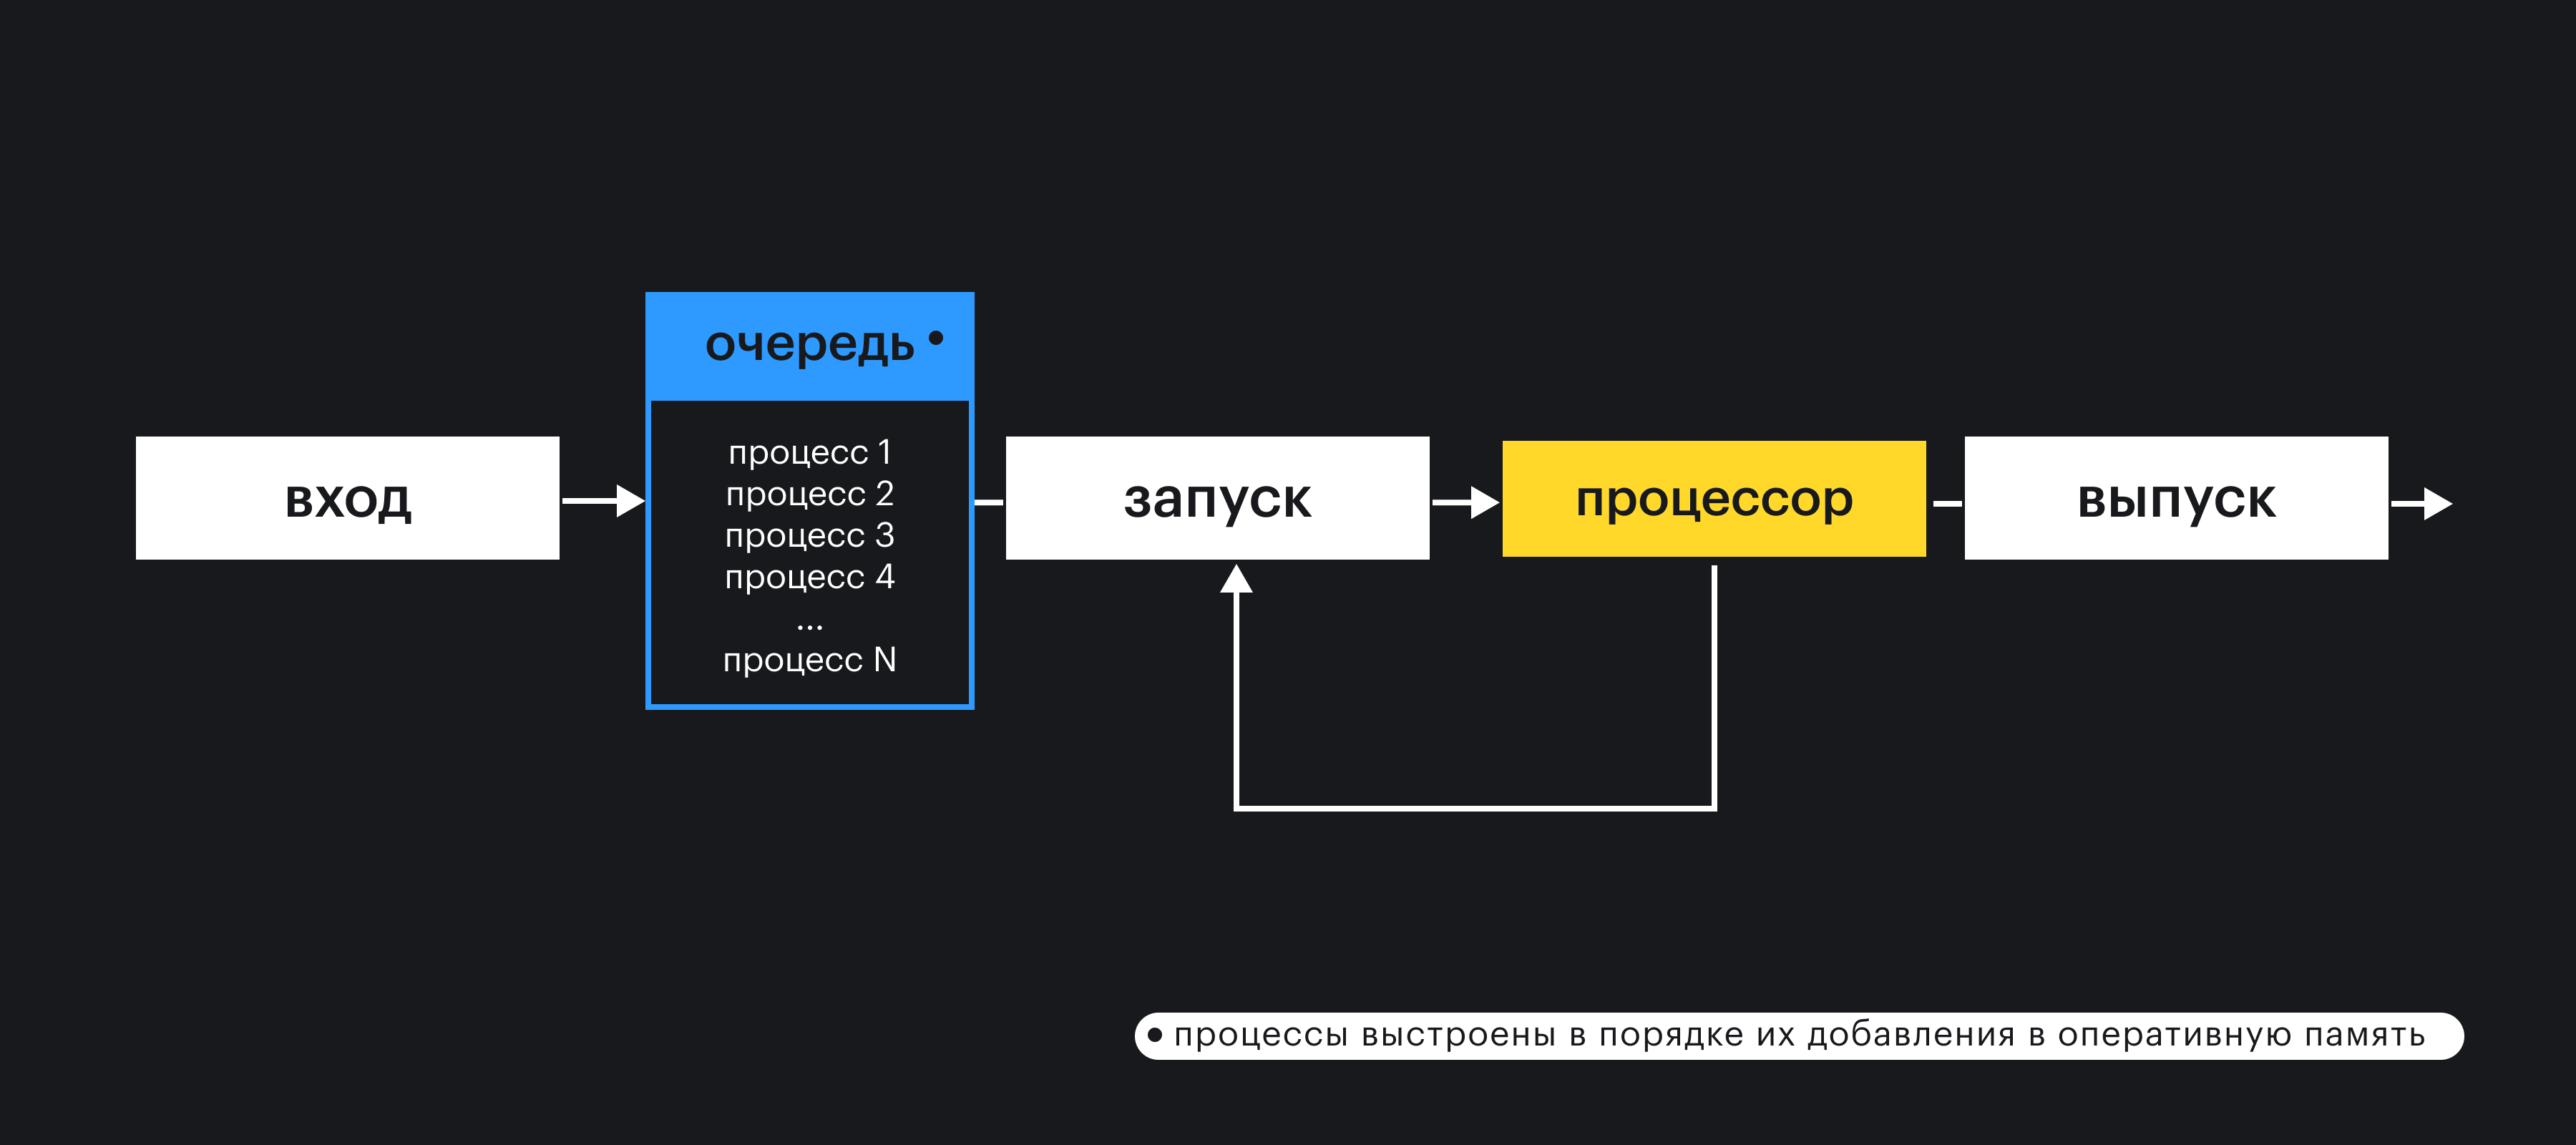 вход
очередь •
процесс 1
процесс 2
процесс 3
процесс 4
...
процесс N
запуск
процессор
выпуск
• процессы выстроены в порядке их добавления в оперативную память